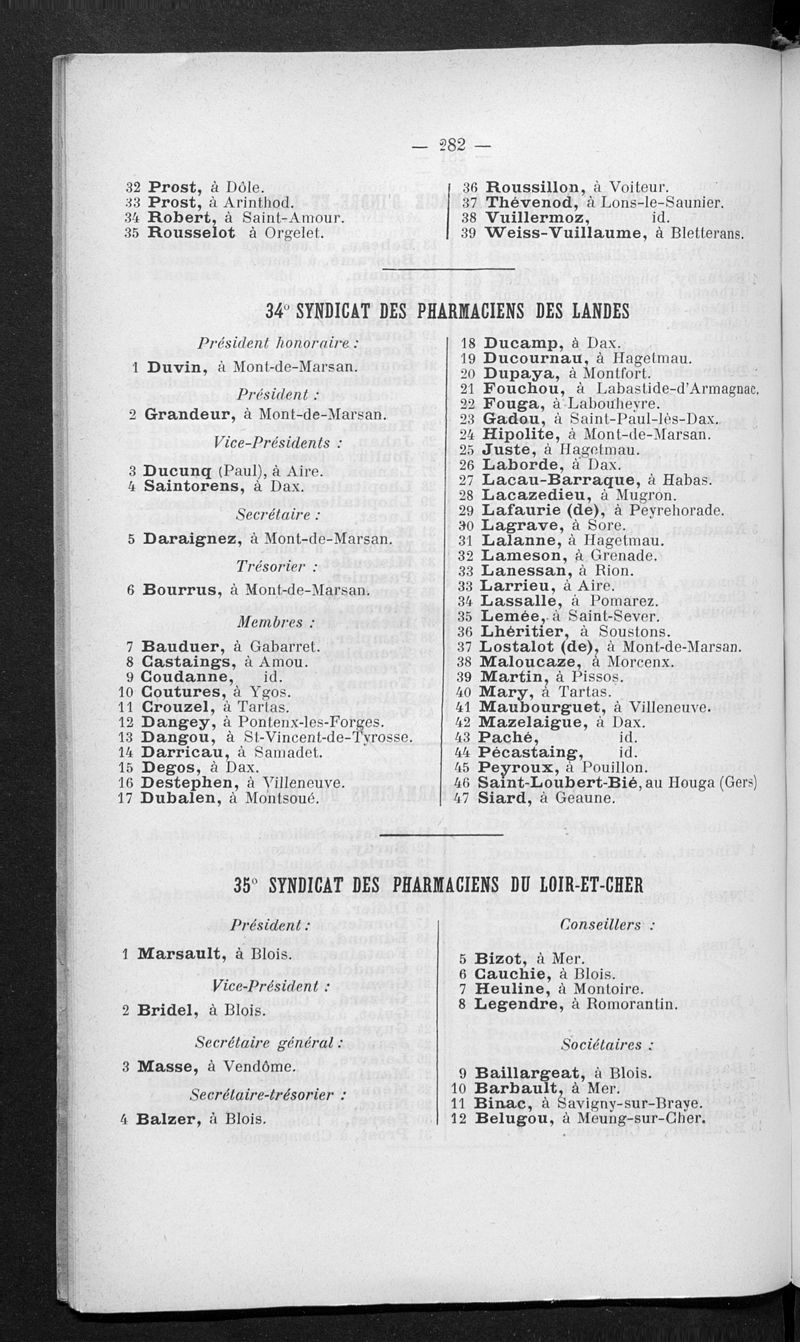 — 282 —
32 Prost, à Dôle.
33 Prost, à Arinthod.
34 Robert, à Saint-Amour.
35 Rousselot à Orgelet.
36 Roussillon, à Voiteur.
37 Thévenod, à Lons-le-Saunier.
38 Vuillermoz, id.
39 Weiss-Vuillaume, à Bletterans.
34° SYNDICAT DES PHARMACIENS DES LANDES
Président honoraire :
1 Duvin, à Mont-de-Marsan.
Président :
2 Grandeur, à Mont-de-Marsan.
Vice-Présidents :
3 Ducunq (Paul), à Aire.
4 Saintorens, à Dax.
Secrétaire :
5 Daraignez, à Mont-de-Marsan.
Trésorier :
6 Bourrus, à Mont-de-Marsan.
Membres :
7 Bauduer, à Gabarret.
8 Castaings, à Amou.
9 Coudanne, id.
10 Coutures, à Ygos.
11 Crouzel, à Tartas.
12 Dangey, à Pontenx-les-Forges.
13 Dangou, à St-Vincent-de-Tyrosse.
14 Darricau, à Samadet.
15 Degos, à Dax.
16 Destephen, à Villeneuve.
17 Dubalen, à Montsoué.
18 Ducamp, à Dax.
19 Ducournau, à Hagetmau.
20 Dupaya, à Montfort.
21 Fouchou, à Labastide-d'Armagnac.
22 Fouga, à Labouheyre.
23 Gadou, à Saint-Paul-lès-Dax.
24 Hipolite, à Mont-de-Marsan.
25 Juste, à Hagetmau.
26 Laborde, à Dax.
27 Lacau-Barraque, à Habas.
28 Lacazedieu, à Mugron.
29 Lafaurie (de), à Peyrehorade.
30 Lagrave, à Sore.
31 Lalanne, à Hagetmau.
32 Lameson, à Grenade.
33 Lanessan, à Rion.
33 Larrieu, à Aire.
34 Lassalle, à Pomarez.
35 Lemée, à Saint-Sever.
36 Lhéritier, à Soustons.
37 Lostalot (de), à Mont-de-Marsan.
38 Maloucaze, à Morcenx.
39 Martin, à Pissos.
40 Mary, à Tartas.
41 Maubourguet, à Villeneuve.
42 Mazelaigue, à Dax.
43 Paché, id.
44 Pécastaing, id.
45 Peyroux, à Pouillon.
46 Saint-Loubert-Bié, au Houga (Gers)
47 Siard, à Geaune.
35° SYNDICAT DES PHARMACIENS DU LOIR-ET-CHER
Président :
1 Marsault, à Blois.
Vice-Président :
2 Bridel, à Blois.
Secrétaire général :
3 Masse, à Vendôme.
Secrétaire-trésorier :
4 Balzer, à Blois.
Conseillers :
5 Bizot, à Mer.
6 Cauchie, à Blois.
7 Heuline, à Montoire.
8 Legendre, à Romorantin.
Sociétaires :
9 Baillargeat, à Blois.
10 Barbault, à Mer.
11 Binac, à Savigny-sur-Braye.
12 Belugou, à Meung-sur-Cher.